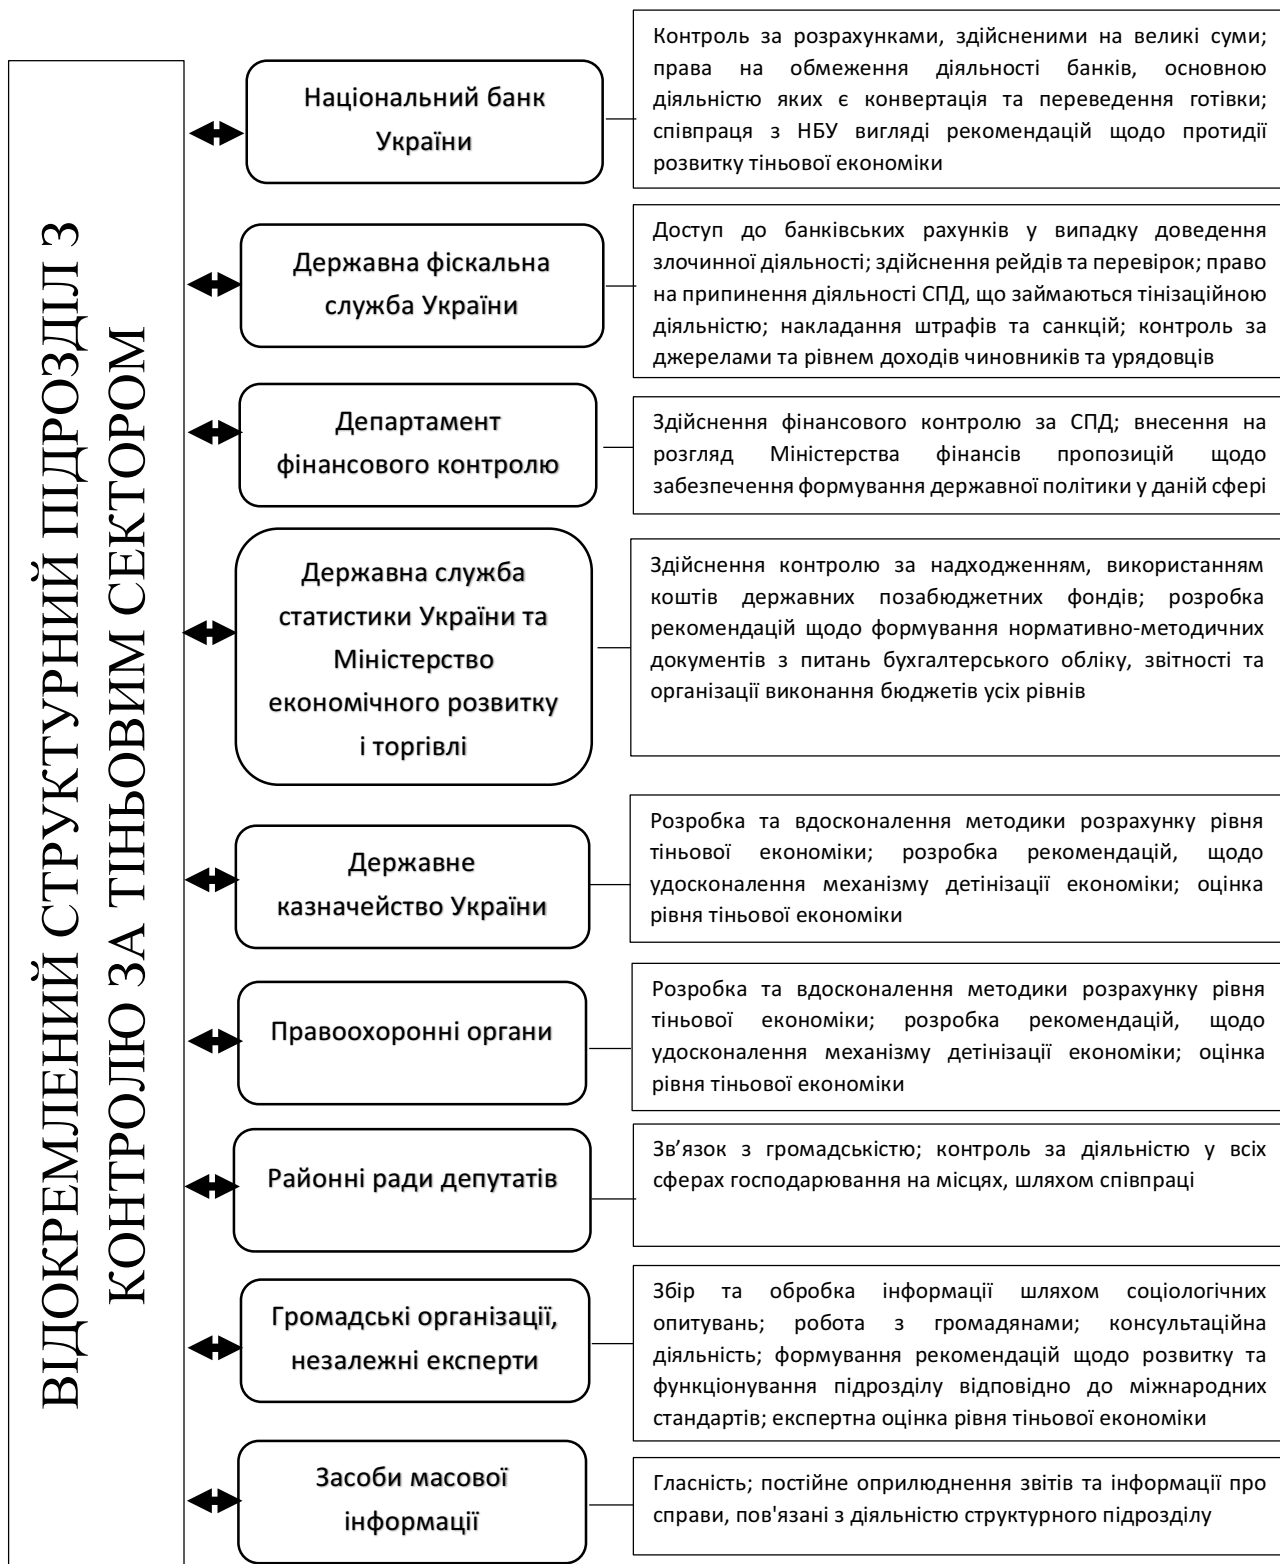 ВІДОКРЕМЛЕНИЙ СТРУКТУРНИЙ ПІДРОЗДІЛ З
КОНТРОЛЮ ЗА ТІНЬОВИМ СЕКТОРОМ
Національний банк
України
Контроль за розрахунками, здійсненими на великі суми;
права на обмеження діяльності банків, основною
діяльністю яких є конвертація та переведення готівки;
співпраця з НБУ вигляді рекомендацій щодо протидії
розвитку тіньової економіки
Державна фіскальна
служба України
Доступ до банківських рахунків у випадку доведення
злочинної діяльності; здійснення рейдів та перевірок; право
на припинення діяльності СПД, що займаються тінізаційною
діяльністю; накладання штрафів та санкцій; контроль за
джерелами та рівнем доходів чиновників та урядовців
Департамент
фінансового контролю
Здійснення фінансового контролю за СПД; внесення на
розгляд Міністерства фінансів пропозицій щодо
забезпечення формування державної політики у даній сфері
Державна служба
статистики України та
Міністерство
економічного розвитку
і торгівлі
Здійснення контролю за надходженням, використанням
коштів державних позабюджетних фондів; розробка
рекомендацій щодо формування нормативно-методичних
документів з питань бухгалтерського обліку, звітності та
організації виконання бюджетів усіх рівнів
Державне
казначейство України
Розробка та вдосконалення методики розрахунку рівня
тіньової економіки; розробка рекомендацій, щодо
удосконалення механізму детінізації економіки; оцінка
рівня тіньової економіки
Правоохоронні органи
Розробка та вдосконалення методики розрахунку рівня
тіньової економіки; розробка рекомендацій, щодо
удосконалення механізму детінізації економіки; оцінка
рівня тіньової економіки
Районні ради депутатів
Зв’язок з громадськістю; контроль за діяльністю у всіх
сферах господарювання на місцях, шляхом співпраці
Громадські організації,
незалежні експерти
Збір та обробка інформації шляхом соціологічних
опитувань; робота з громадянами; консультаційна
діяльність; формування рекомендацій щодо розвитку та
функціонування підрозділу відповідно до міжнародних
стандартів; експертна оцінка рівня тіньової економіки
Засоби масової
інформації
Гласність; постійне оприлюднення звітів та інформації про
справи, пов'язані з діяльністю структурного підрозділу